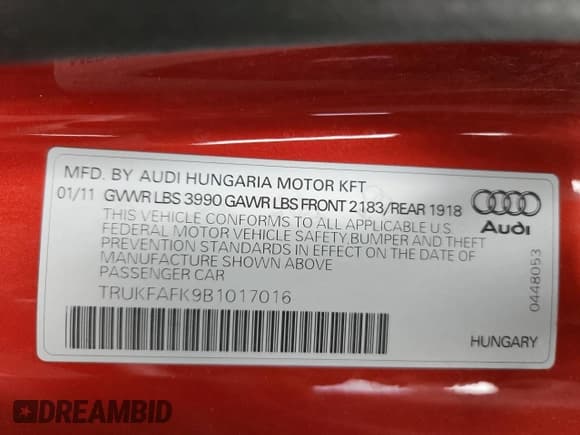 MFD. BY AUDI HUNGARIA MOTOR KFT
01/11 GVWR LBS 3990 GAWR LBS FRONT 2183/REAR 1918
THIS VEHICLE CONFORMS TO ALL APPLICABLE U.S.
FEDERAL MOTOR VEHICLE SAFETY,BUMPER AND THEFT
PREVENTION STANDARDS IN EFFECT ON THE DATE OF
MANUFACTURE SHOWN ABOVE
PASSENGER CAR
TRUKFAFK9B1017016
Audi
0448053
HUNGARY
DREAMBID